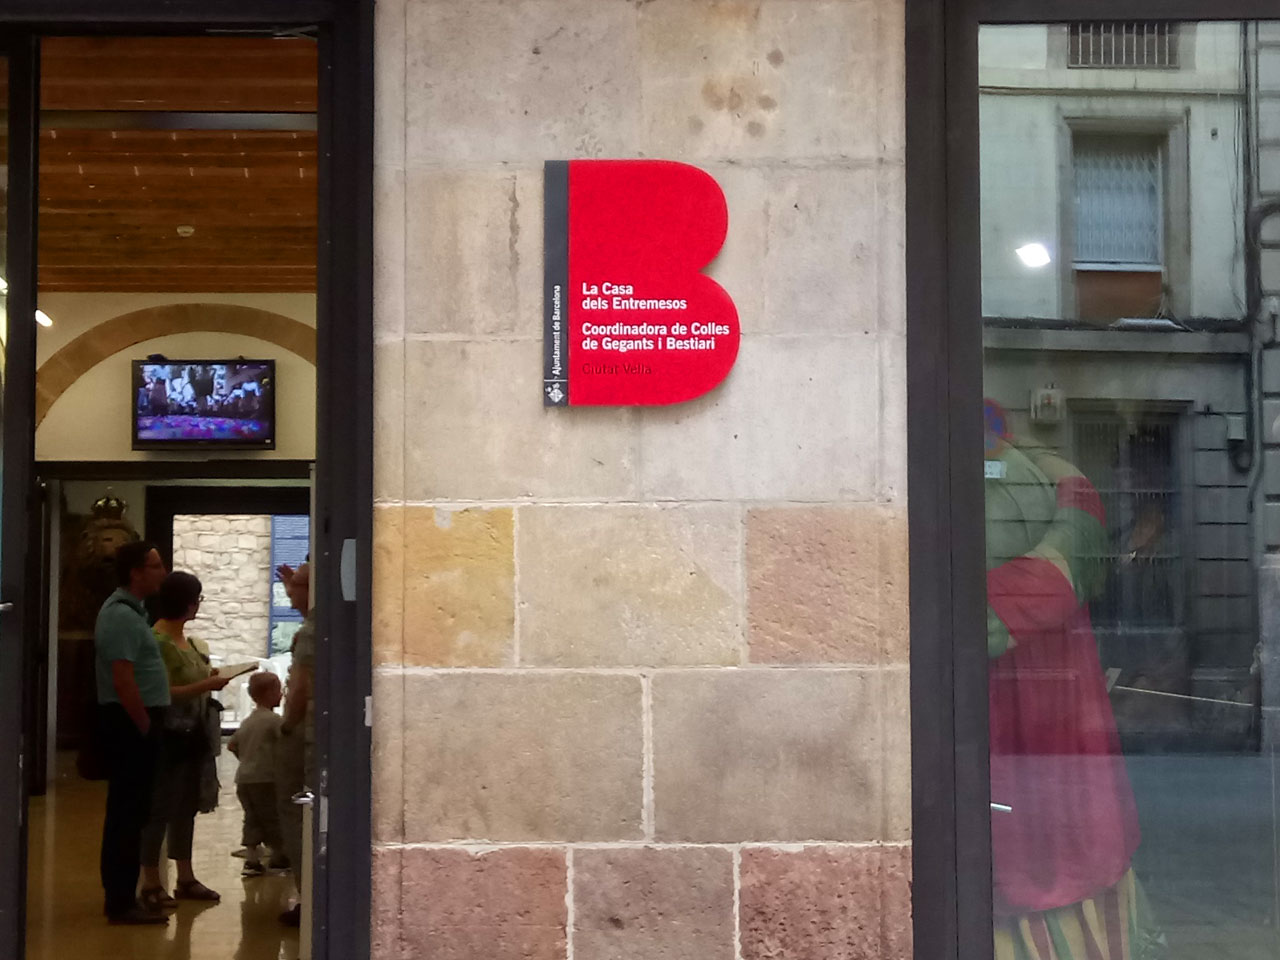 La Casa
dels Entremesos
Coordinadora de Colles
de Gegants i Bestiari
Ciutat Vella
Ajuntament de Barcelona